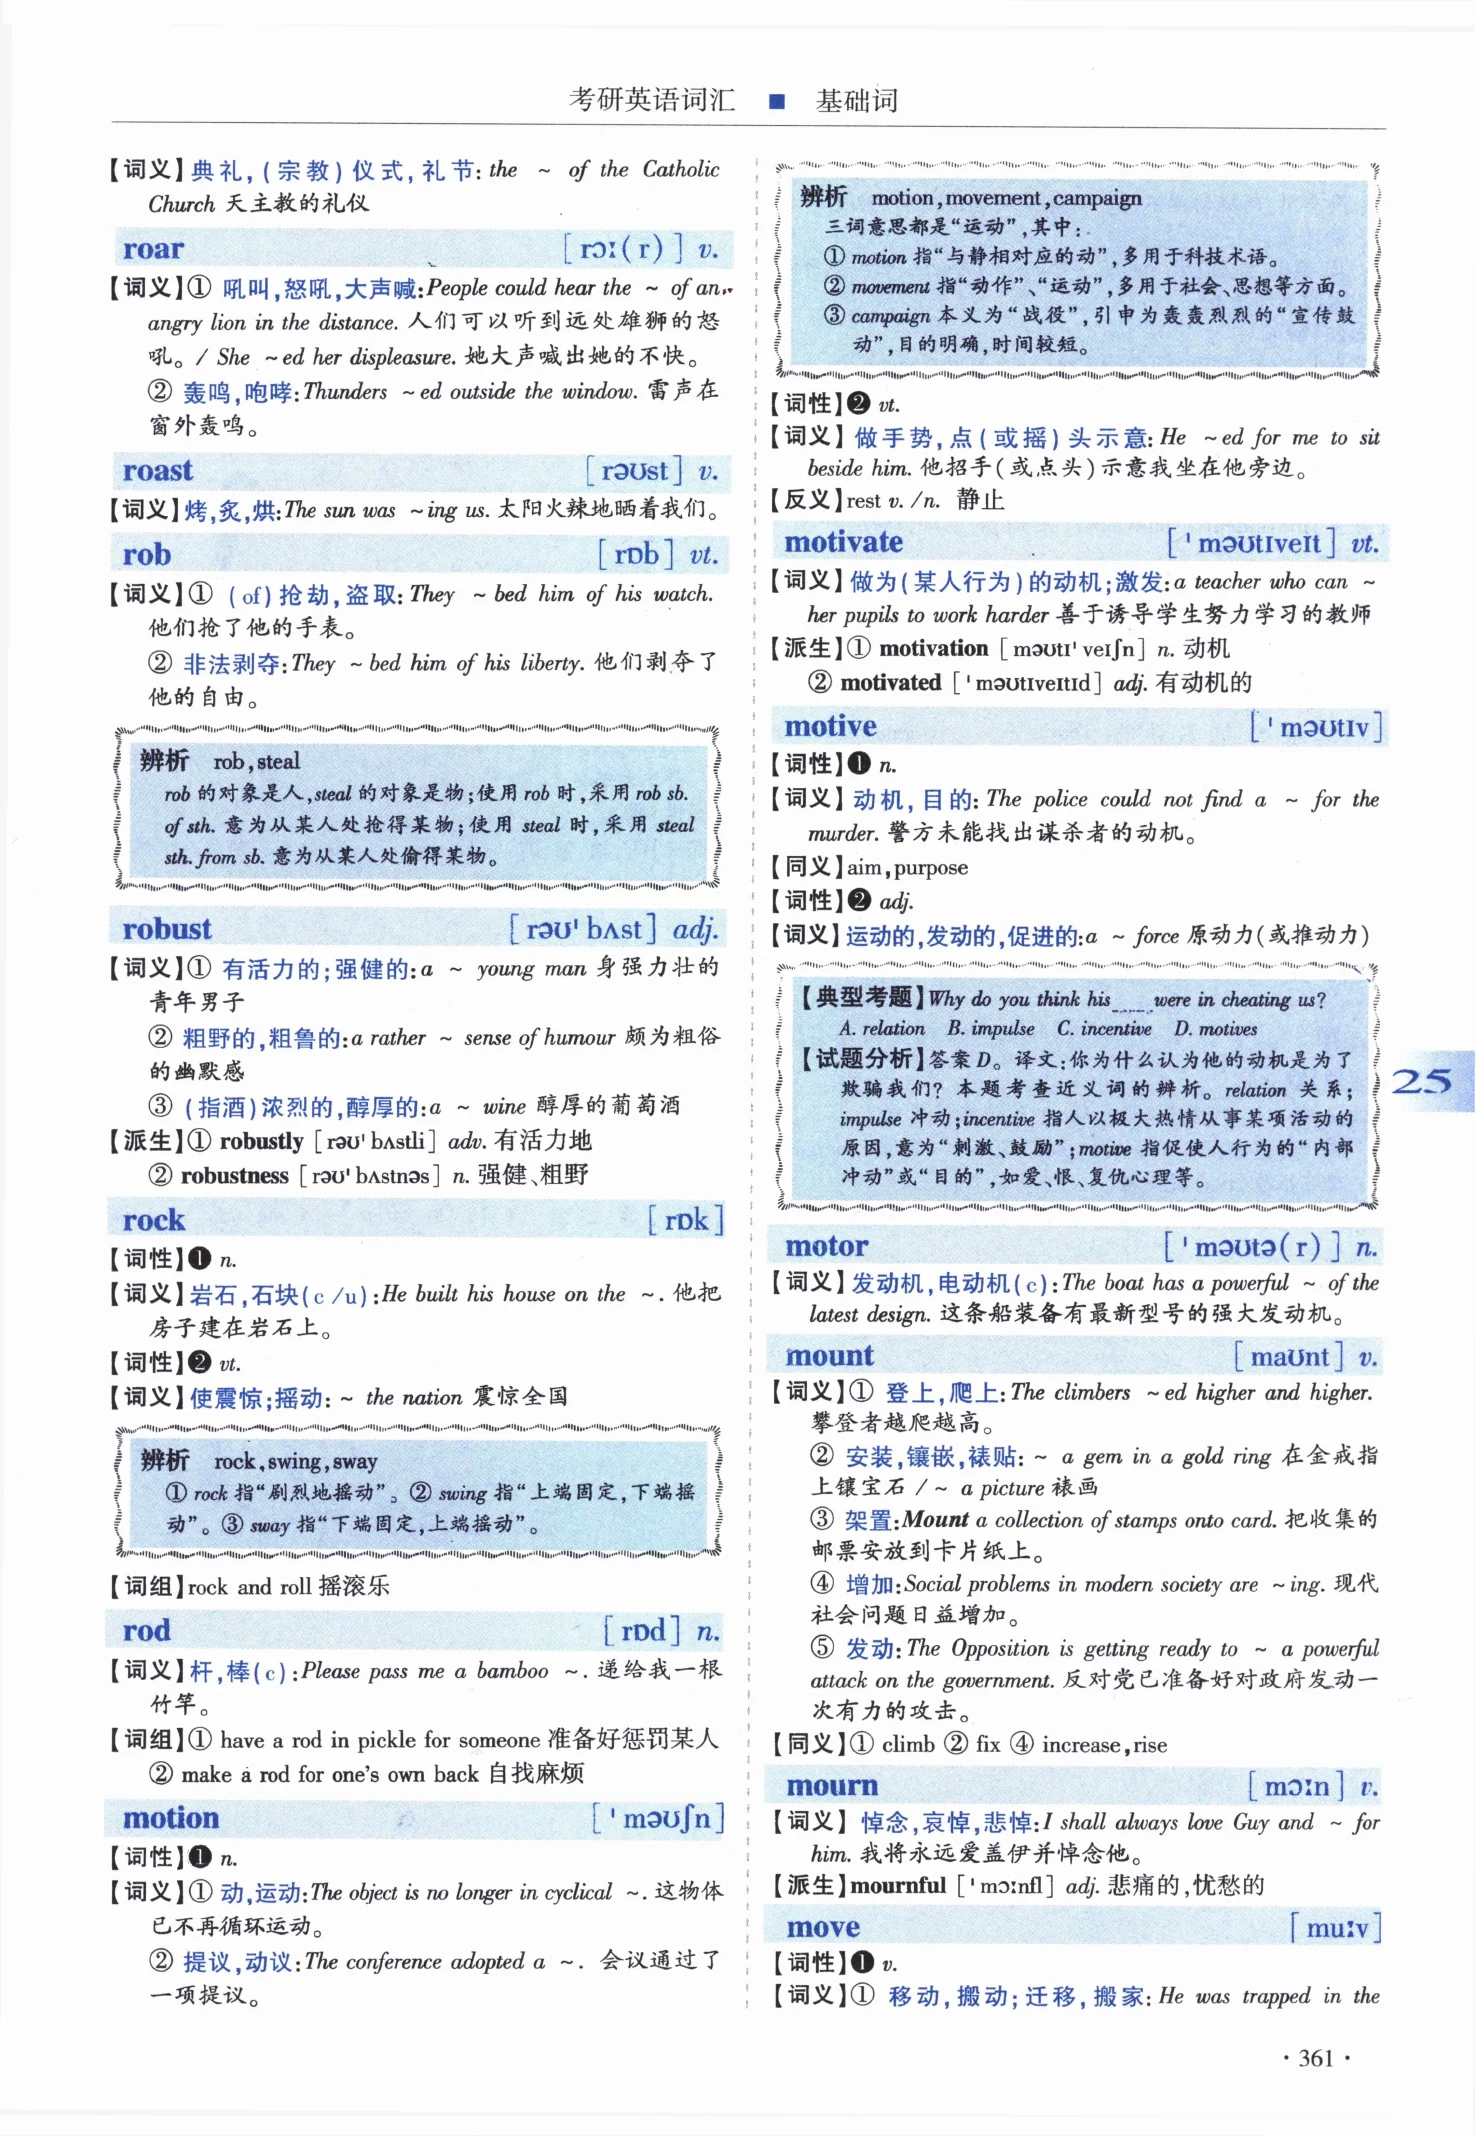 考研英语词汇 ■ 基础词
【词义】典礼,(宗教)仪式,礼节:the ~ of the Catholic
Church 天主教的礼仪
roar [rɔː(r)] v.
【词义】① 吼叫,怒吼,大声喊:People could hear the ~ of an
angry lion in the distance. 人们可以听到远处雄狮的怒
吼。/ She ~ed her displeasure. 她大声喊出她的不快。
② 轰鸣,咆哮:Thunders ~ed outside the window. 雷声在
窗外轰鸣。
roast [rəʊst] v.
【词义】烤,炙,烘:The sun was ~ing us. 太阳火辣地晒着我们。
rob [rɒb] vt.
【词义】① (of)抢劫,盗取:They ~bed him of his watch.
他们抢了他的手表。
② 非法剥夺:They ~bed him of his liberty. 他们剥夺了
他的自由。
辨析 rob,steal
rob 的对象是人,steal 的对象是物;使用 rob 时,采用 rob sb.
of sth. 意为从某人处抢得某物;使用 steal 时,采用 steal
sth. from sb. 意为从某人处偷得某物。
robust [rəʊ'bʌst] adj.
【词义】① 有活力的;强健的:a ~ young man 身强力壮的
青年男子
② 粗野的,粗鲁的:a rather ~ sense of humour 颇为粗俗
的幽默感
③ (指酒)浓烈的,醇厚的:a ~ wine 醇厚的葡萄酒
【派生】① robustly [rəʊ'bʌstli] adv. 有活力地
② robustness [rəʊ'bʌstnəs] n. 强健、粗野
rock [rɒk]
【词性】❶ n.
【词义】岩石,石块(c /u):He built his house on the ~. 他把
房子建在岩石上。
【词性】❷ vt.
【词义】使震惊;摇动: ~ the nation 震惊全国
辨析 rock,swing,sway
① rock 指“剧烈地摇动”。② swing 指“上端固定,下端摇
动”。③ sway 指“下端固定,上端摇动”。
【词组】rock and roll 摇滚乐
rod [rɒd] n.
【词义】杆,棒(c):Please pass me a bamboo ~. 递给我一根
竹竿。
【词组】① have a rod in pickle for someone 准备好惩罚某人
② make a rod for one's own back 自找麻烦
motion ['məʊʃn]
【词性】❶ n.
【词义】① 动,运动:The object is no longer in cyclical ~. 这物体
已不再循环运动。
② 提议,动议:The conference adopted a ~. 会议通过了
一项提议。
辨析 motion,movement,campaign
三词意思都是“运动”,其中:
① motion 指“与静相对应的动”,多用于科技术语。
② movement 指“动作”、“运动”,多用于社会、思想等方面。
③ campaign 本义为“战役”,引申为轰轰烈烈的“宣传鼓
动”,目的明确,时间较短。
【词性】❷ vt.
【词义】做手势,点(或摇)头示意:He ~ed for me to sit
beside him. 他招手(或点头)示意我坐在他旁边。
【反义】rest v. /n. 静止
motivate ['məʊtɪveɪt] vt.
【词义】做为(某人行为)的动机;激发:a teacher who can ~
her pupils to work harder 善于诱导学生努力学习的教师
【派生】① motivation [məʊtɪ'veɪʃn] n. 动机
② motivated ['məʊtɪveɪtɪd] adj. 有动机的
motive ['məʊtɪv]
【词性】❶ n.
【词义】动机,目的:The police could not find a ~ for the
murder. 警方未能找出谋杀者的动机。
【同义】aim,purpose
【词性】❷ adj.
【词义】运动的,发动的,促进的:a ~ force 原动力(或推动力)
【典型考题】Why do you think his ____ were in cheating us?
A. relation B. impulse C. incentive D. motives
【试题分析】答案 D。译文:你为什么认为他的动机是为了
欺骗我们? 本题考查近义词的辨析。relation 关系;
impulse 冲动;incentive 指人以极大热情从事某项活动的
原因,意为“刺激、鼓励”;motive 指促使人行为的“内部
冲动”或“目的”,如爱、恨、复仇心理等。
25
motor ['məʊtə(r)] n.
【词义】发动机,电动机(c):The boat has a powerful ~ of the
latest design. 这条船装备有最新型号的强大发动机。
mount [maʊnt] v.
【词义】① 登上,爬上:The climbers ~ed higher and higher.
攀登者越爬越高。
② 安装,镶嵌,裱贴: ~ a gem in a gold ring 在金戒指
上镶宝石 / ~ a picture 裱画
③ 架置:Mount a collection of stamps onto card. 把收集的
邮票安放到卡片纸上。
④ 增加:Social problems in modern society are ~ing. 现代
社会问题日益增加。
⑤ 发动:The Opposition is getting ready to ~ a powerful
attack on the government. 反对党已准备好对政府发动一
次有力的攻击。
【同义】① climb ② fix ④ increase,rise
mourn [mɔːn] v.
【词义】悼念,哀悼,悲悼:I shall always love Guy and ~ for
him. 我将永远爱盖伊并悼念他。
【派生】mournful ['mɔːnfl] adj. 悲痛的,忧愁的
move [muːv]
【词性】❶ v.
【词义】① 移动,搬动;迁移,搬家:He was trapped in the
· 361 ·